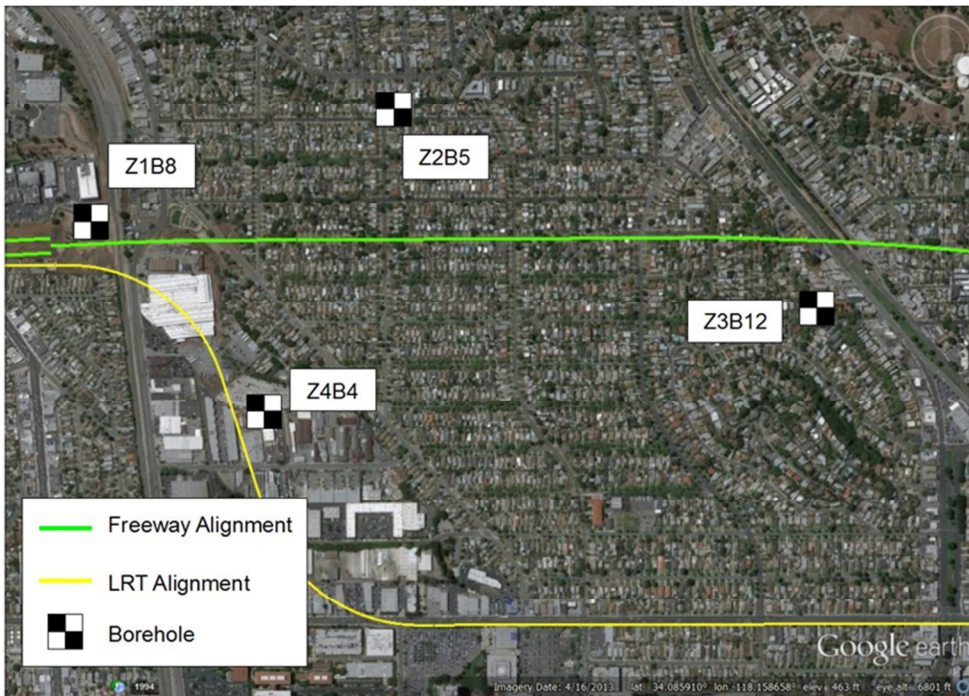 Z1B8
Z2B5
Z3B12
Z4B4
Freeway Alignment
LRT Alignment
Borehole
Google earth
1994
Imagery Date: 4/16/2013 lat 34.085910° lon -118.158658° elev 463 ft eye alt 6801 ft